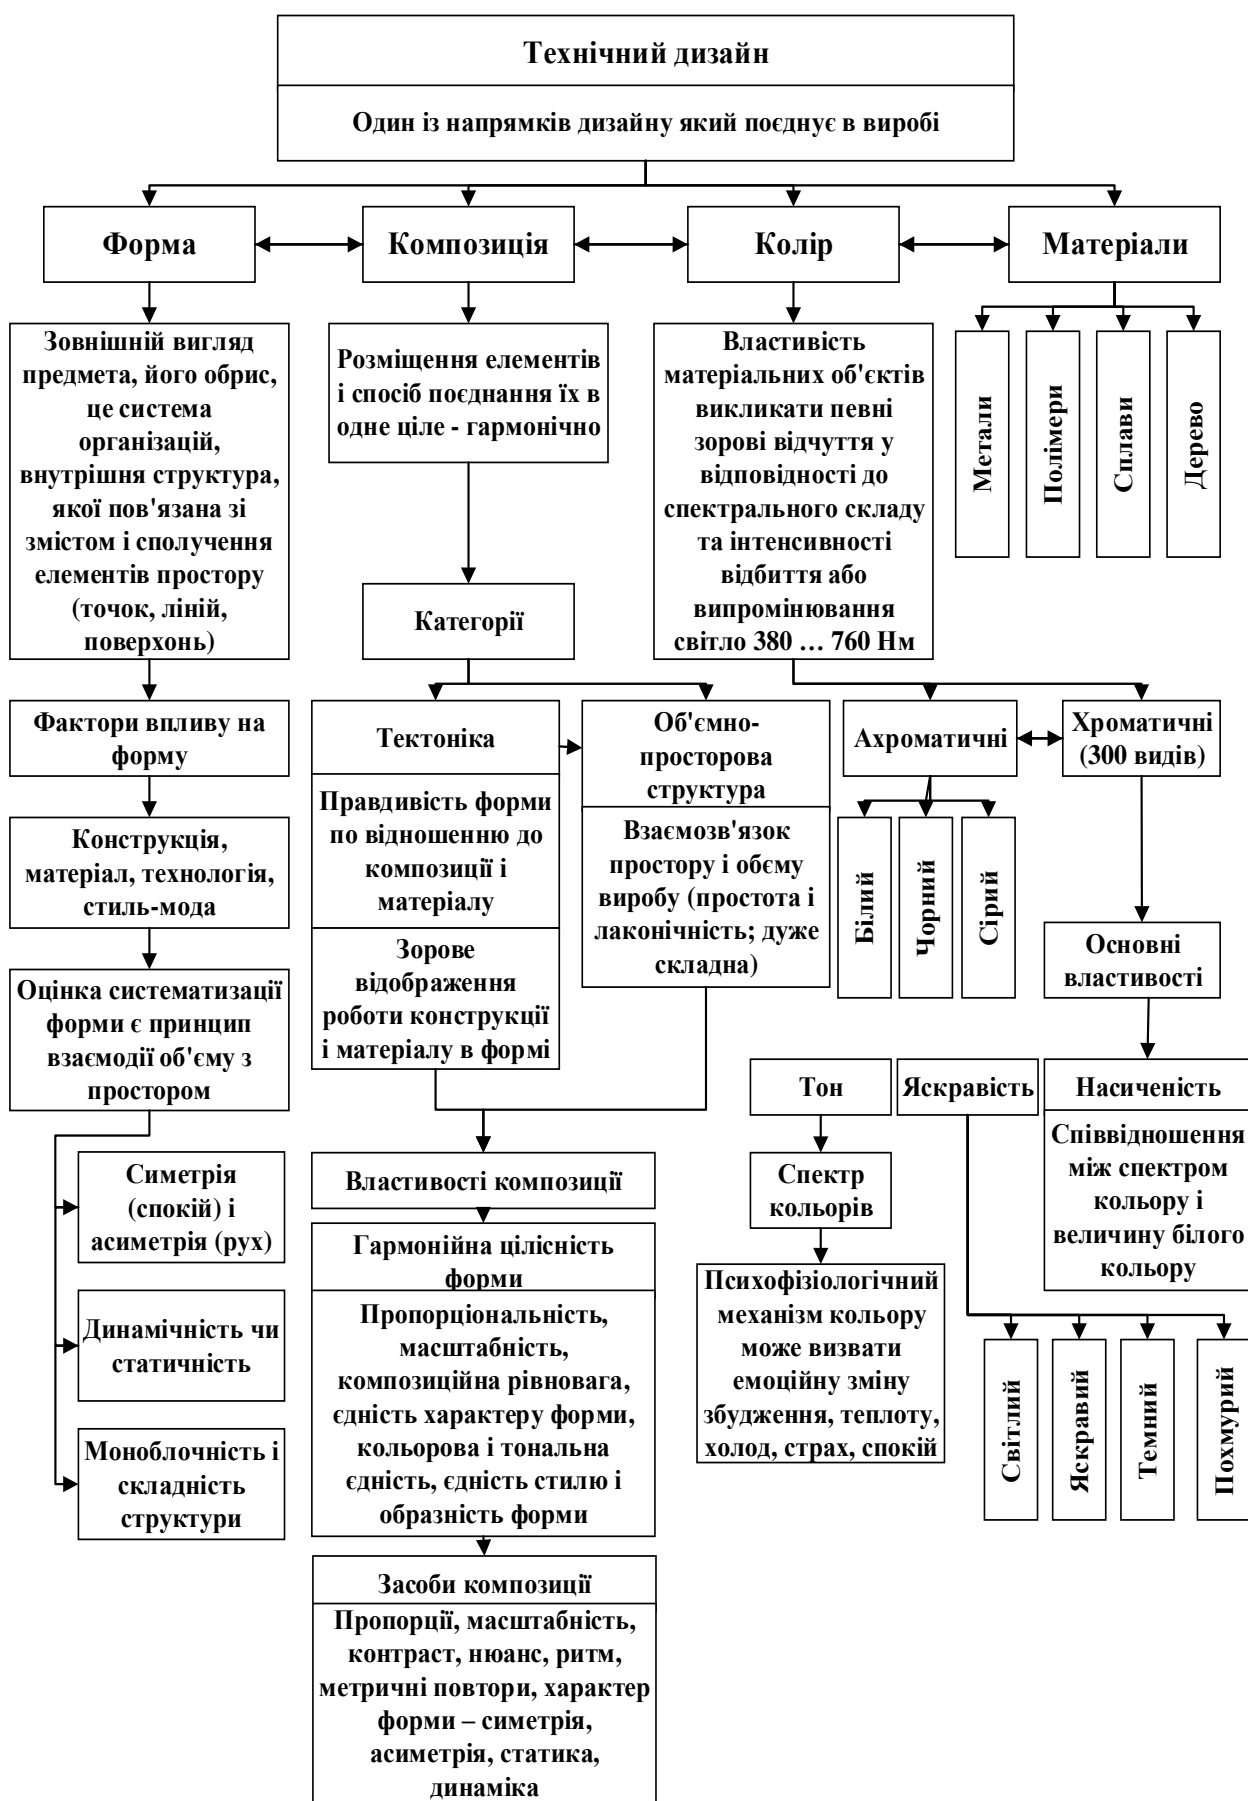 Технічний дизайн
Один із напрямків дизайну який поєднує в виробі
Форма
Композиція
Колір
Матеріали
Зовнішній вигляд
предмета, його обрис,
це система
організацій,
внутрішня структура,
якої пов'язана зі
змістом і сполучення
елементів простору
(точок, ліній,
поверхонь)
Фактори впливу на
форму
Конструкція,
матеріал, технологія,
стиль-мода
Оцінка систематизації
форми є принцип
взаємодії об'єму з
простором
Симетрія
(спокій) і
асиметрія (рух)
Динамічність чи
статичність
Моноблочність і
складність
структури
Розміщення елементів
і спосіб поєднання їх в
одне ціле - гармонічно
Категорії
Тектоніка
Правдивість форми
по відношенню до
композиції і
матеріалу
Зорове
відображення
роботи конструкції
і матеріалу в формі
Об'ємно-
просторова
структура
Взаємозв'язок
простору і обєму
виробу (простота і
лаконічність; дуже
складна)
Властивості композиції
Гармонійна цілісність
форми
Пропорціональність,
масштабність,
композиційна рівновага,
єдність характеру форми,
кольорова і тональна
єдність, єдність стилю і
образність форми
Засоби композиції
Пропорції, масштабність,
контраст, нюанс, ритм,
метричні повтори, характер
форми – симетрія,
асиметрія, статика,
динаміка
Властивість
матеріальних об'єктів
викликати певні
зорові відчуття у
відповідності до
спектрального складу
та інтенсивності
відбиття або
випромінювання
світло 380 … 760 Нм
Ахроматичні
Хроматичні
(300 видів)
Білий
Чорний
Сірий
Основні
властивості
Тон
Яскравість
Насиченість
Спектр
кольорів
Співвідношення
між спектром
кольору і
величину білого
кольору
Психофізіологічний
механізм кольору
може визвати
емоційну зміну
збудження, теплоту,
холод, страх, спокій
Світлий
Яскравий
Темний
Похмурий
Метали
Полімери
Сплави
Дерево